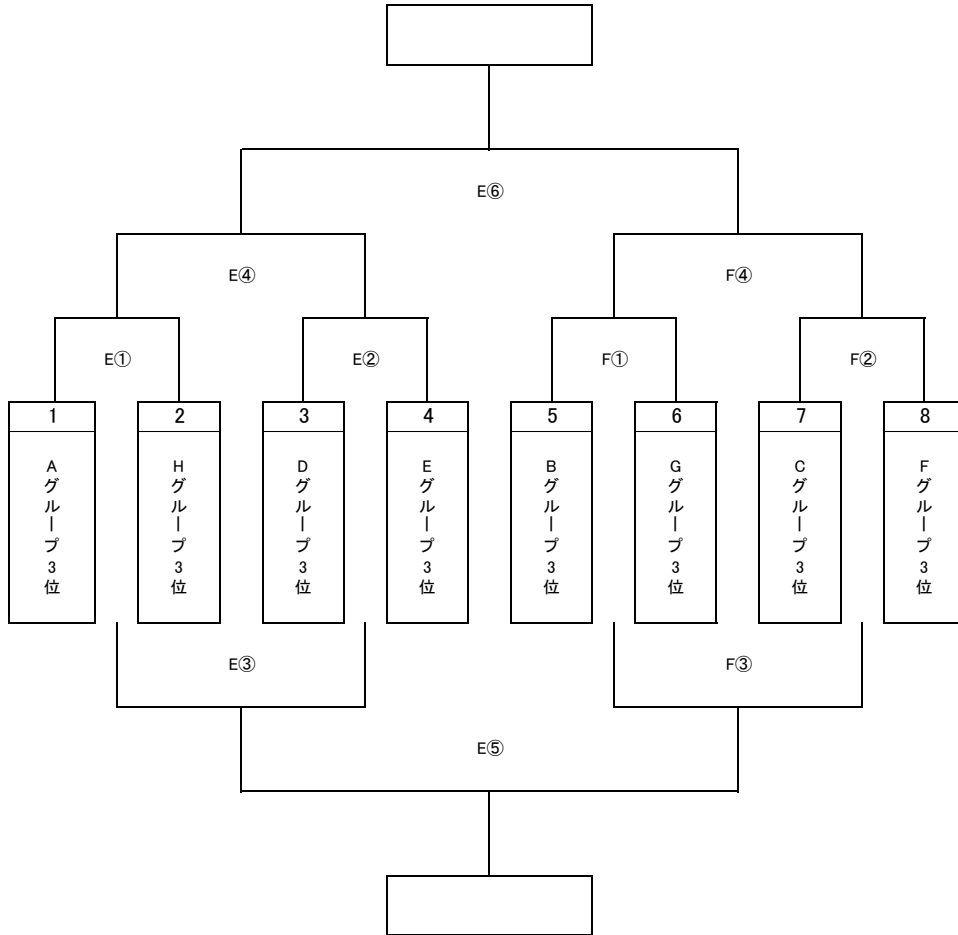 E⑥
E④
F④
E①
E②
F①
F②
1
2
3
4
5
6
7
8
Aグループ3位
Hグループ3位
Dグループ3位
Eグループ3位
Bグループ3位
Gグループ3位
Cグループ3位
Fグループ3位
E③
F③
E⑤